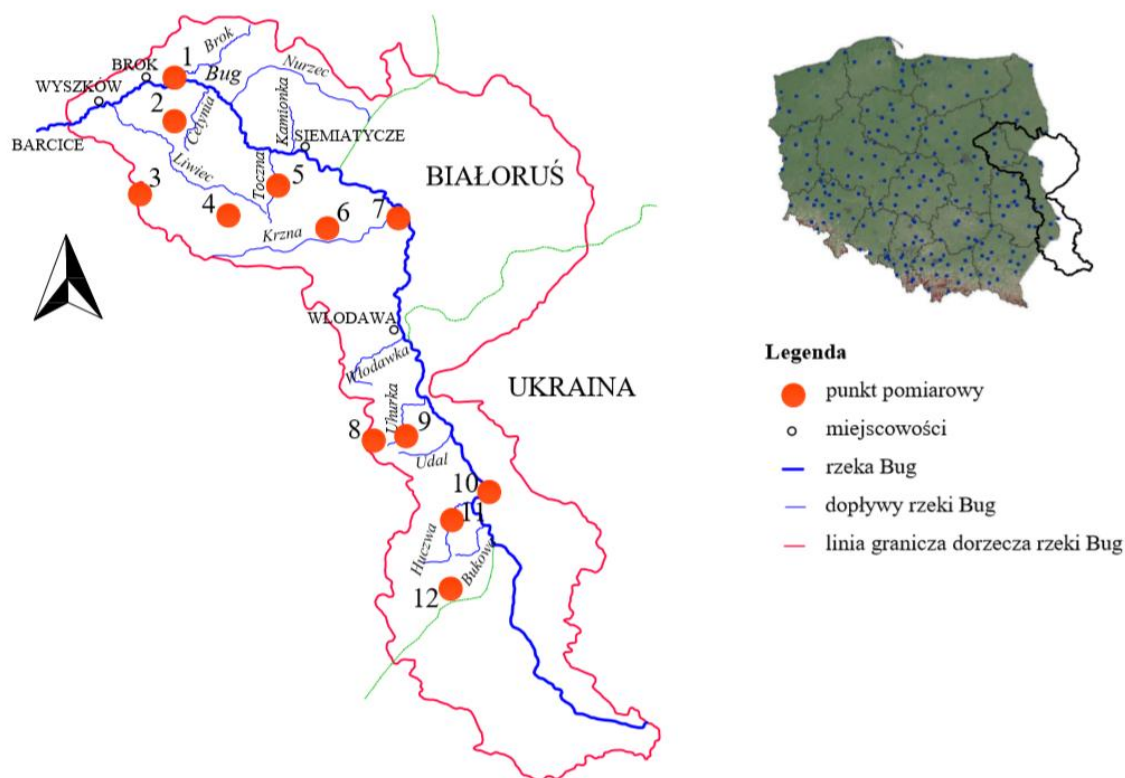 1
Brok
BROK
Bug
Nurzec
WYSZKÓW
2
Cetynia
Kamionka
SIEMIATYCZE
BARCICE
Liwiec
Toczna
BIAŁORUŚ
3
4
5
6
7
Krzna
WŁODAWA
Włodawka
UKRAINA
Uhurka
8
9
Udal
10
11
Huczwa
Bukowa
12
Legenda
punkt pomiarowy
miejscowości
rzeka Bug
dopływy rzeki Bug
linia granicza dorzecza rzeki Bug